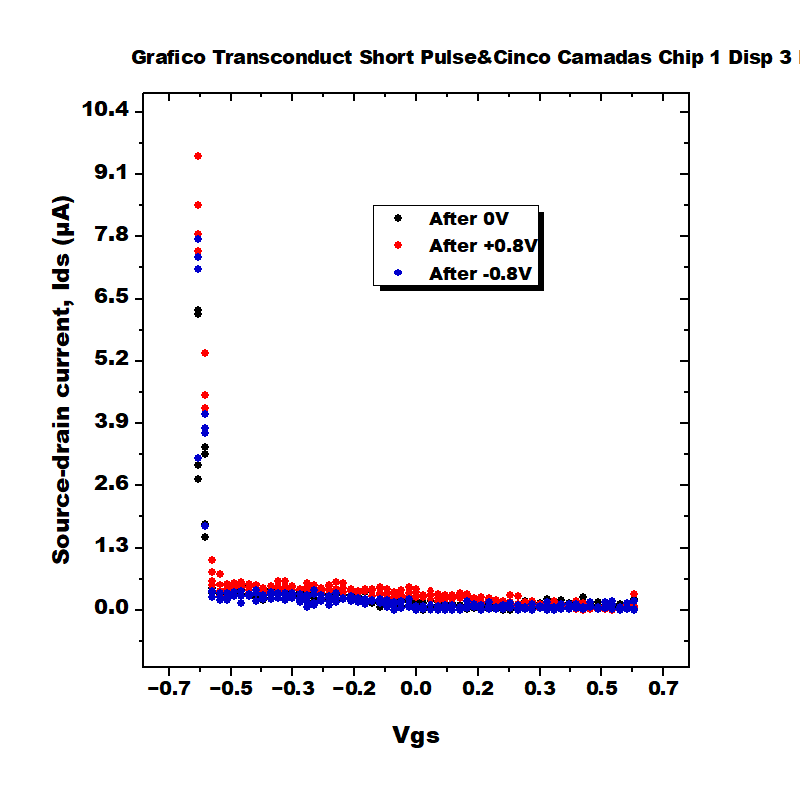 Grafico Transconduct Short Pulse&Cinco Camadas Chip 1 Disp 3
10.4
9.1
7.8
6.5
5.2
3.9
2.6
1.3
0.0
Source-drain current, Ids (µA)
After 0V
After +0.8V
After -0.8V
−0.7 −0.5 −0.3 −0.2 0.0 0.2 0.3 0.5 0.7
Vgs